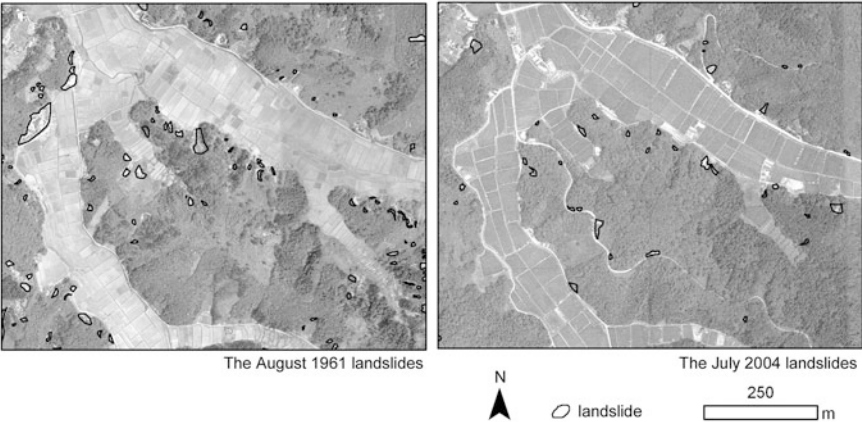 The August 1961 landslides
The July 2004 landslides
N
landslide
250
m